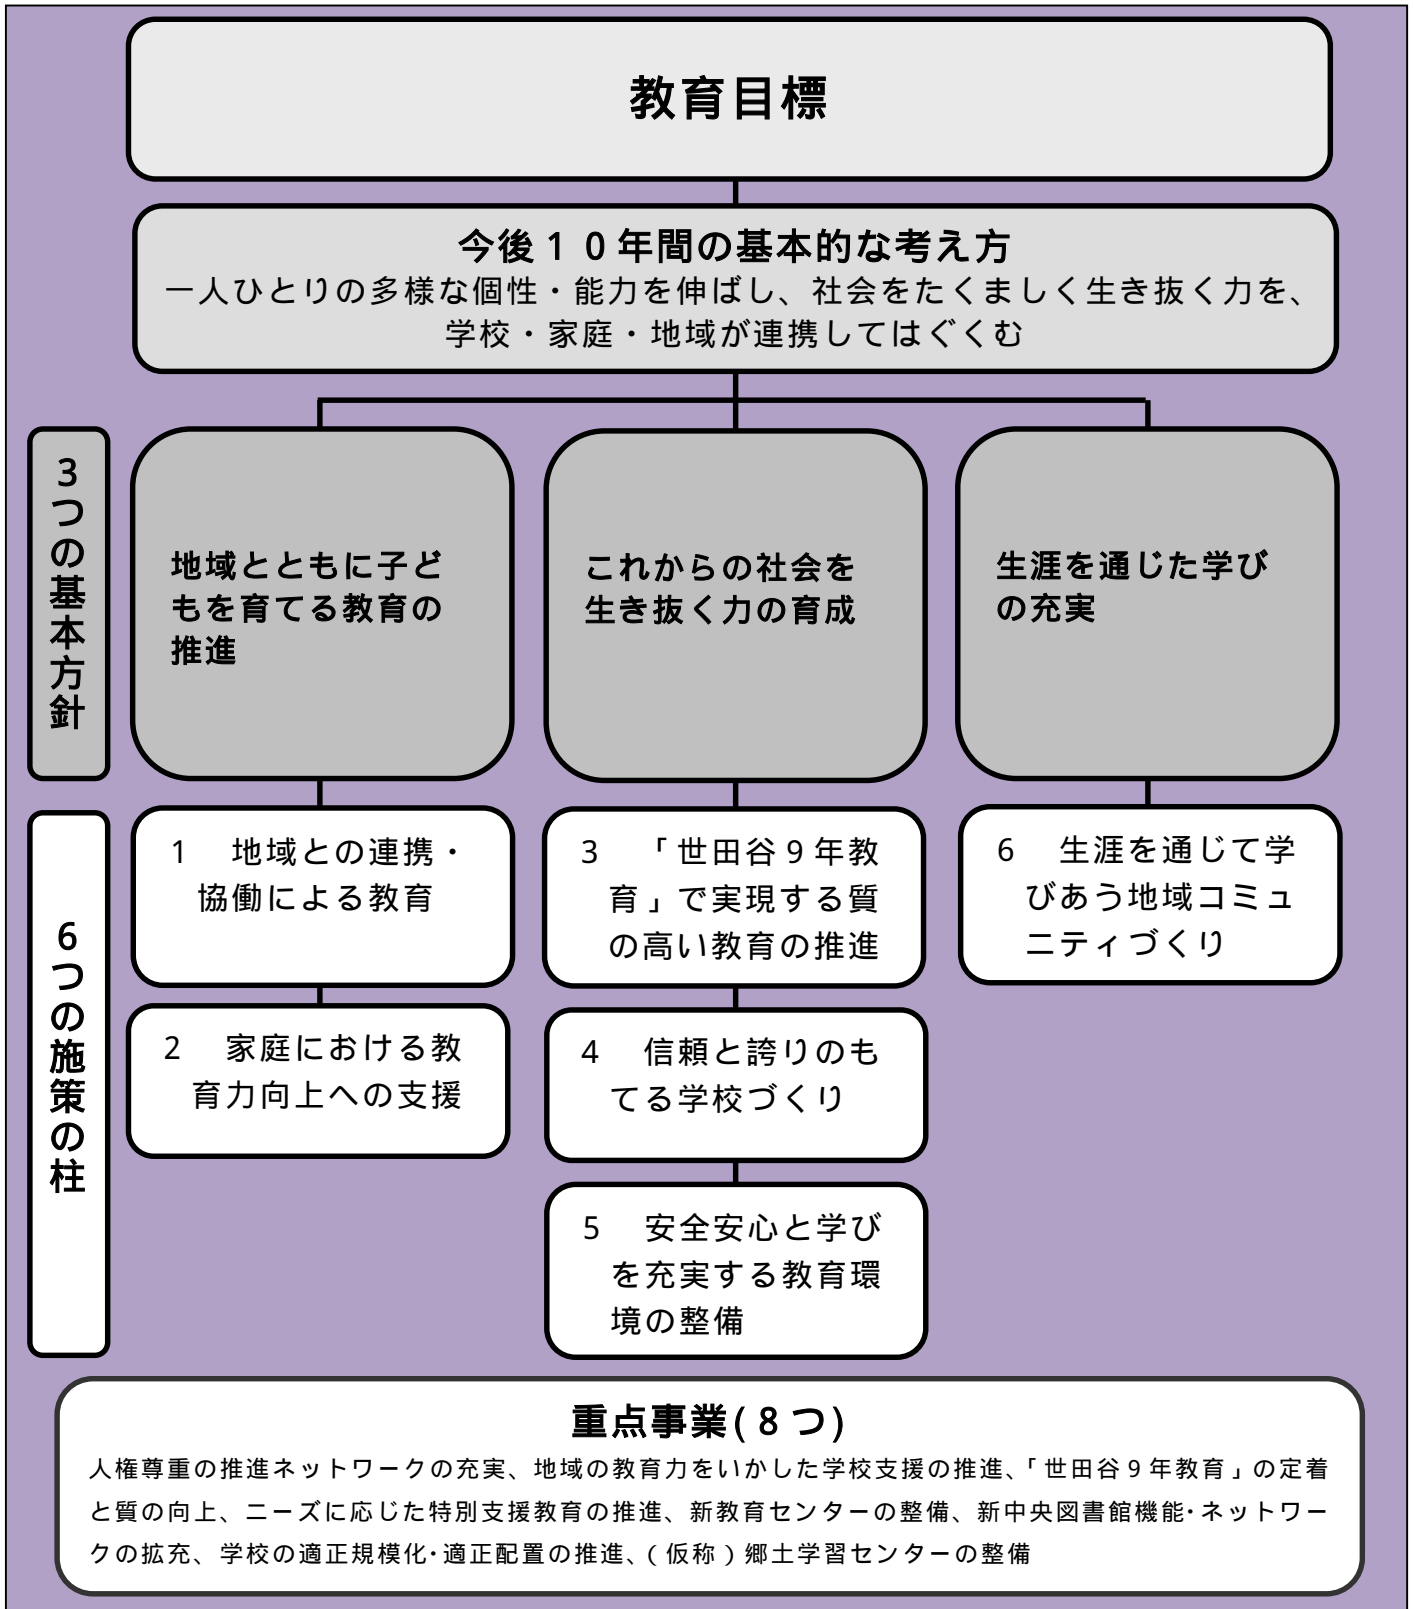 教育目標
今後１０年間の基本的な考え方
一人ひとりの多様な個性・能力を伸ばし、社会をたくましく生き抜く力を、
学校・家庭・地域が連携してはぐくむ
3つの基本方針
地域とともに子ど
もを育てる教育の
推進
これからの社会を
生き抜く力の育成
生涯を通じた学び
の充実
6つの施策の柱
1　地域との連携・
協働による教育
2　家庭における教
育力向上への支援
3　「世田谷９年教
育」で実現する質
の高い教育の推進
4　信頼と誇りのも
てる学校づくり
5　安全安心と学び
を充実する教育環
境の整備
6　生涯を通じて学
びあう地域コミュ
ニティづくり
重点事業(８つ)
人権尊重の推進ネットワークの充実、地域の教育力をいかした学校支援の推進、「世田谷９年教育」の定着
と質の向上、ニーズに応じた特別支援教育の推進、新教育センターの整備、新中央図書館機能・ネットワー
クの拡充、学校の適正規模化・適正配置の推進、（仮称）郷土学習センターの整備